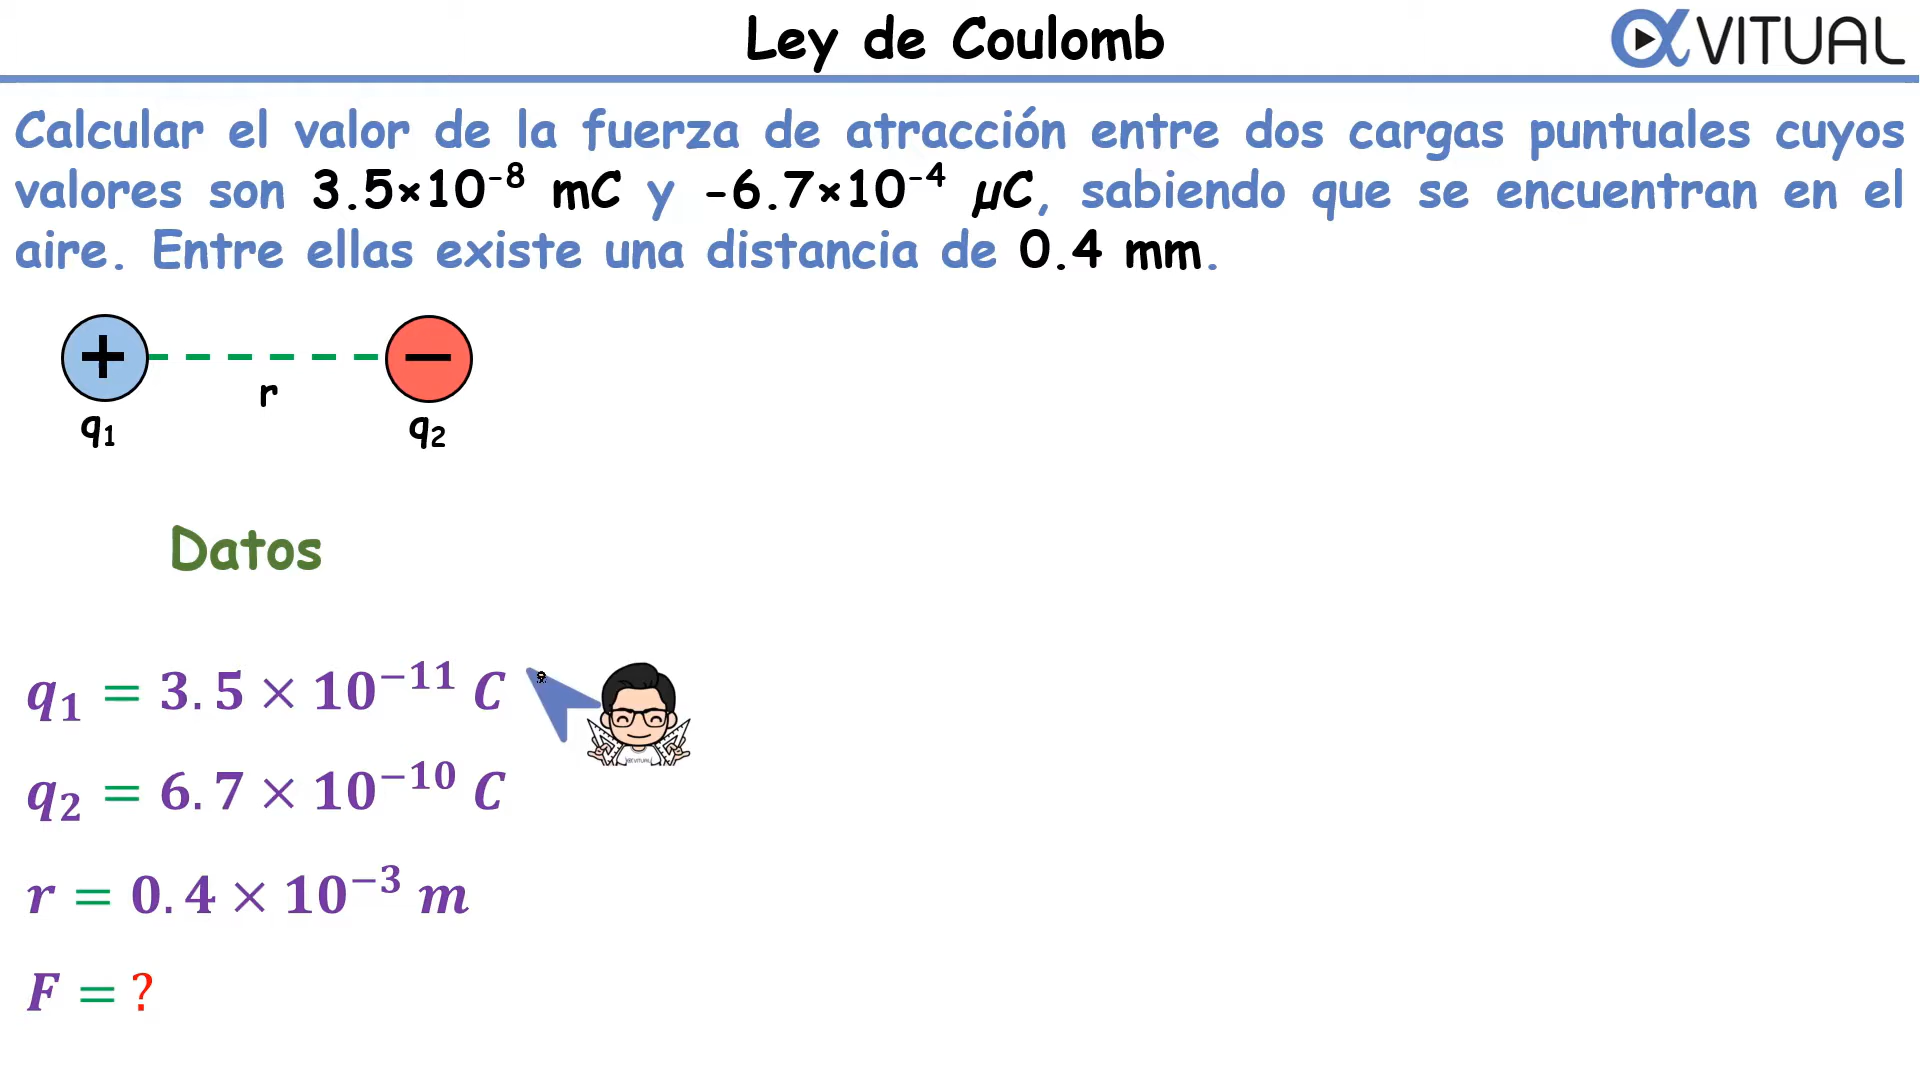 Ley de Coulomb
αVITUAL
Calcular el valor de la fuerza de atracción entre dos cargas puntuales cuyos
valores son 3.5×10⁻⁸ mC y -6.7×10⁻⁴ μC, sabiendo que se encuentran en el
aire. Entre ellas existe una distancia de 0.4 mm.
+ −
r
q₁ q₂
Datos
q₁ = 3.5 × 10⁻¹¹ C
q₂ = 6.7 × 10⁻¹⁰ C
r = 0.4 × 10⁻³ m
F = ?
αVITUAL